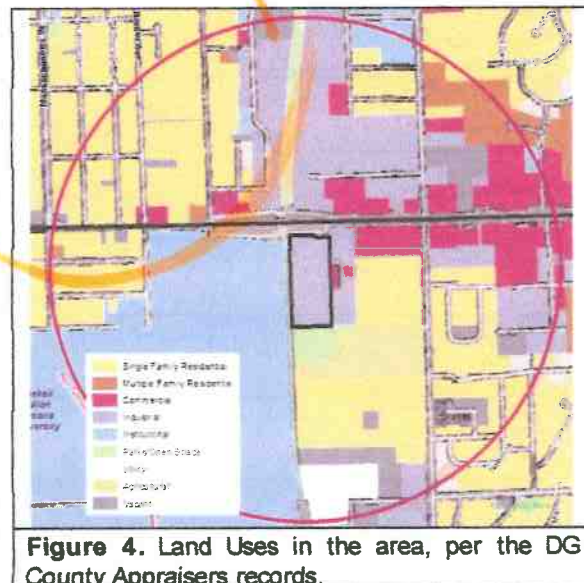 Single Family Residential
Multiple Family Residential
Commercial
Industrial
Institutional
Parks/Open Space
Utility
Agricultural
Vacant
Figure 4. Land Uses in the area, per the DG
County Appraisers records.